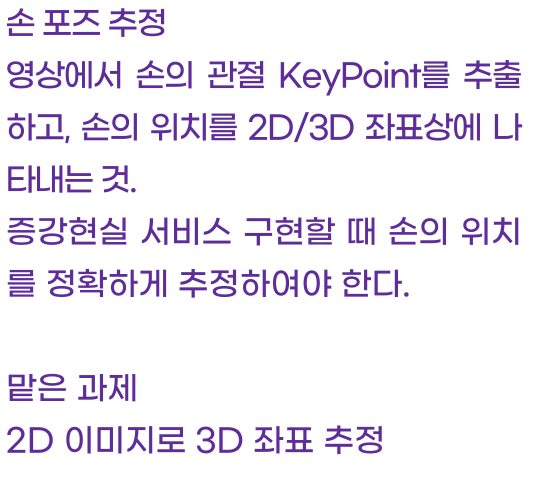 손 포즈 추정
영상에서 손의 관절 KeyPoint를 추출
하고, 손의 위치를 2D/3D 좌표상에 나
타내는 것.
증강현실 서비스 구현할 때 손의 위치
를 정확하게 추정하여야 한다.
맡은 과제
2D 이미지로 3D 좌표 추정